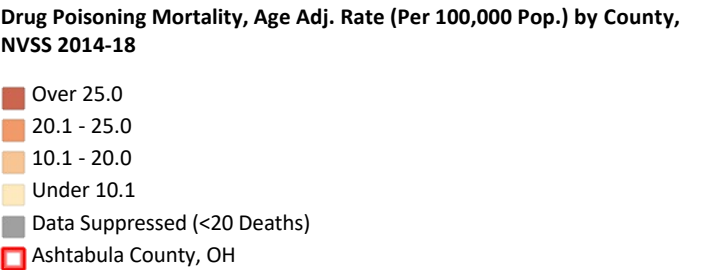 Drug Poisoning Mortality, Age Adj. Rate (Per 100,000 Pop.) by County,
NVSS 2014-18
Over 25.0
20.1 - 25.0
10.1 - 20.0
Under 10.1
Data Suppressed (<20 Deaths)
Ashtabula County, OH